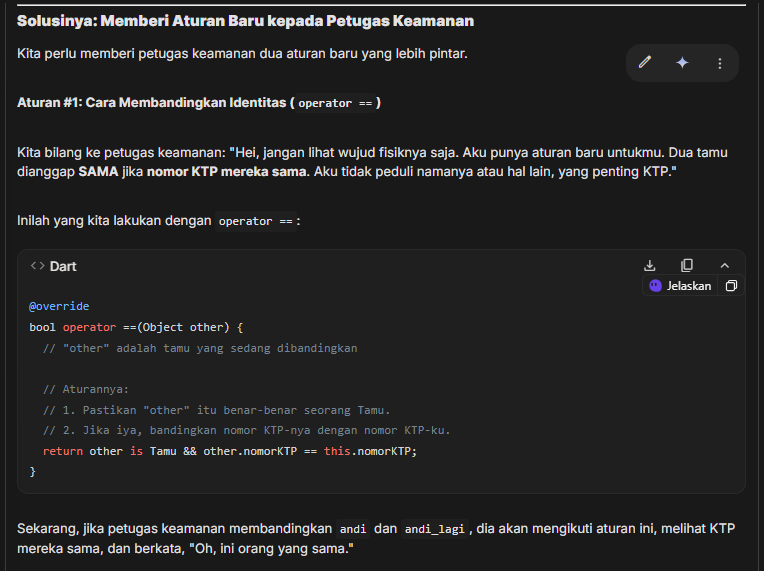 Solusinya: Memberi Aturan Baru kepada Petugas Keamanan
Kita perlu memberi petugas keamanan dua aturan baru yang lebih pintar.
Aturan #1: Cara Membandingkan Identitas ( operator == )
Kita bilang ke petugas keamanan: "Hei, jangan lihat wujud fisiknya saja. Aku punya aturan baru untukmu. Dua tamu
dianggap SAMA jika nomor KTP mereka sama. Aku tidak peduli namanya atau hal lain, yang penting KTP."
Inilah yang kita lakukan dengan operator == :
<> Dart
Jelaskan
@override
bool operator ==(Object other) {
  // "other" adalah tamu yang sedang dibandingkan
  // Aturannya:
  // 1. Pastikan "other" itu benar-benar seorang Tamu.
  // 2. Jika iya, bandingkan nomor KTP-nya dengan nomor KTP-ku.
  return other is Tamu && other.nomorKTP == this.nomorKTP;
}
Sekarang, jika petugas keamanan membandingkan andi dan andi_lagi , dia akan mengikuti aturan ini, melihat KTP
mereka sama, dan berkata, "Oh, ini orang yang sama."